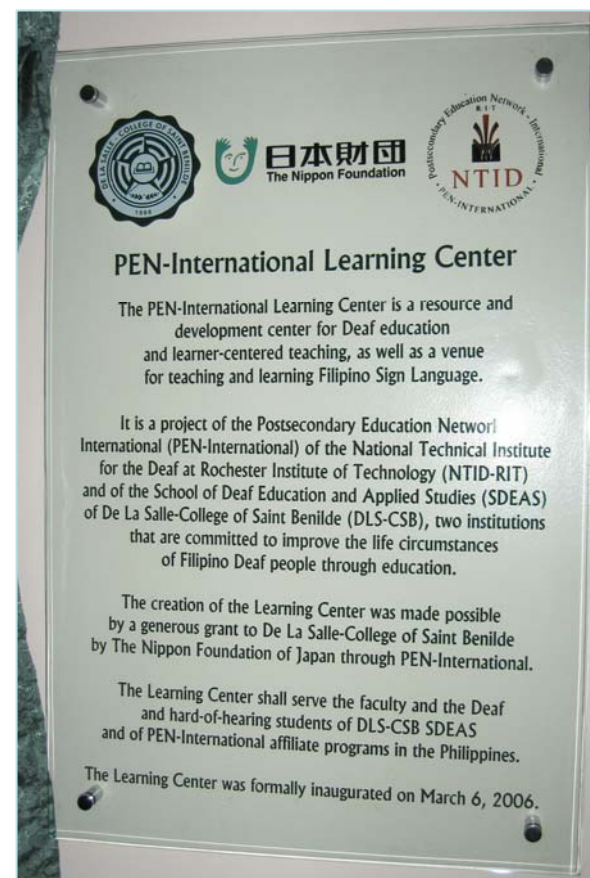 DE LA SALLE - COLLEGE OF SAINT BENILDE
1988
日本財団
The Nippon Foundation
Postsecondary Education Network - International
RIT
NTID
PEN-INTERNATIONAL
PEN-International Learning Center
The PEN-International Learning Center is a resource and
development center for Deaf education
and learner-centered teaching, as well as a venue
for teaching and learning Filipino Sign Language.
It is a project of the Postsecondary Education Networ
International (PEN-International) of the National Technical Institute
for the Deaf at Rochester Institute of Technology (NTID-RIT)
and of the School of Deaf Education and Applied Studies (SDEAS)
of De La Salle-College of Saint Benilde (DLS-CSB), two institutions
that are committed to improve the life circumstances
of Filipino Deaf people through education.
The creation of the Learning Center was made possible
by a generous grant to De La Salle-College of Saint Benilde
by The Nippon Foundation of Japan through PEN-International.
The Learning Center shall serve the faculty and the Deaf
and hard-of-hearing students of DLS-CSB SDEAS
and of PEN-International affiliate programs in the Philippines.
The Learning Center was formally inaugurated on March 6, 2006.